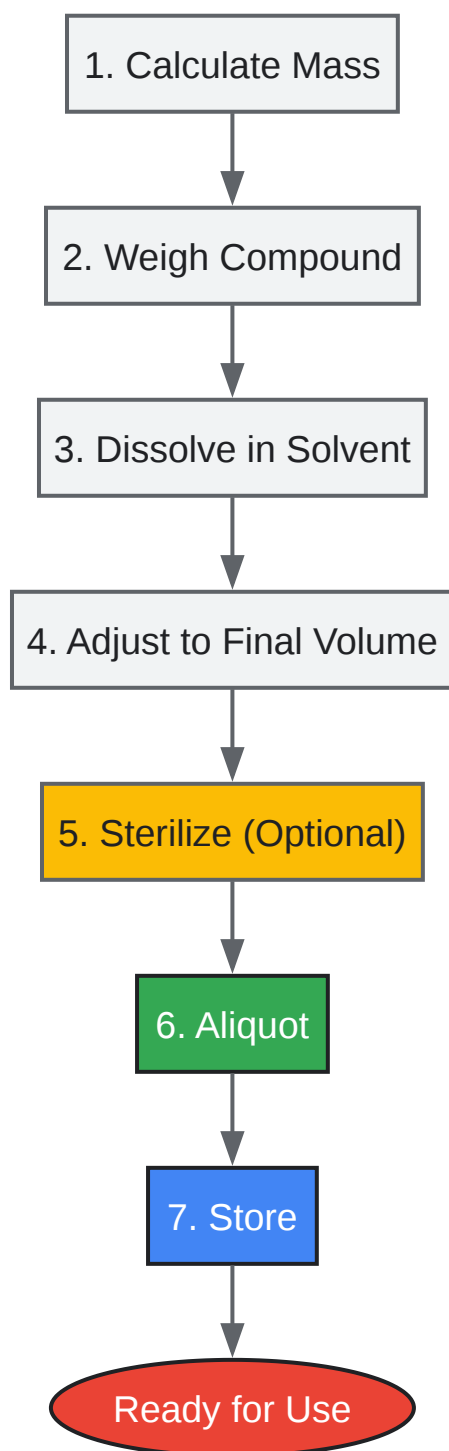 1. Calculate Mass
2. Weigh Compound
3. Dissolve in Solvent
4. Adjust to Final Volume
5. Sterilize (Optional)
6. Aliquot
7. Store
Ready for Use